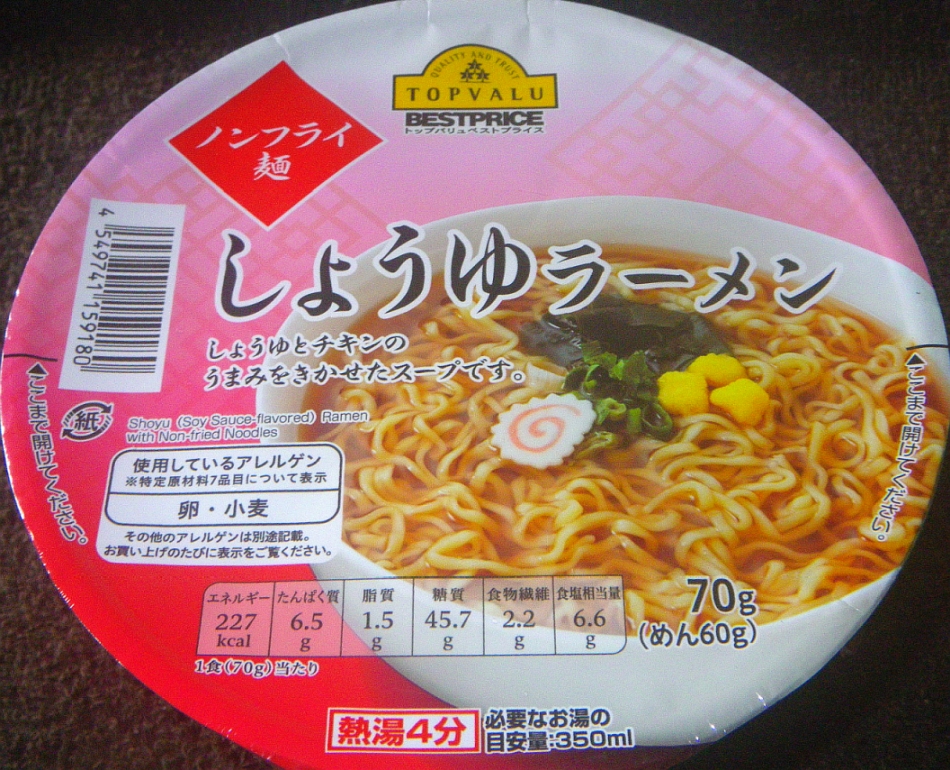 QUALITY AND TRUST
TOPVALU
BESTPRICE
トップバリュベストプライス
ノンフライ
麺
しょうゆラーメン
しょうゆとチキンの
うまみをきかせたスープです。
4 549741 159180
紙
Shoyu (Soy Sauce-flavored) Ramen
with Non-fried Noodles
▲ここまで開けてください。
▲ここまで開けてください。
使用しているアレルゲン
※特定原材料7品目について表示
卵・小麦
その他のアレルゲンは別途記載。
お買い上げのたびに表示をご覧ください。
エネルギー たんぱく質 脂質 糖質 食物繊維 食塩相当量
227 6.5 1.5 45.7 2.2 6.6
kcal g g g g g
1食(70g)当たり
70g
(めん60g)
熱湯4分
必要なお湯の
目安量:350ml